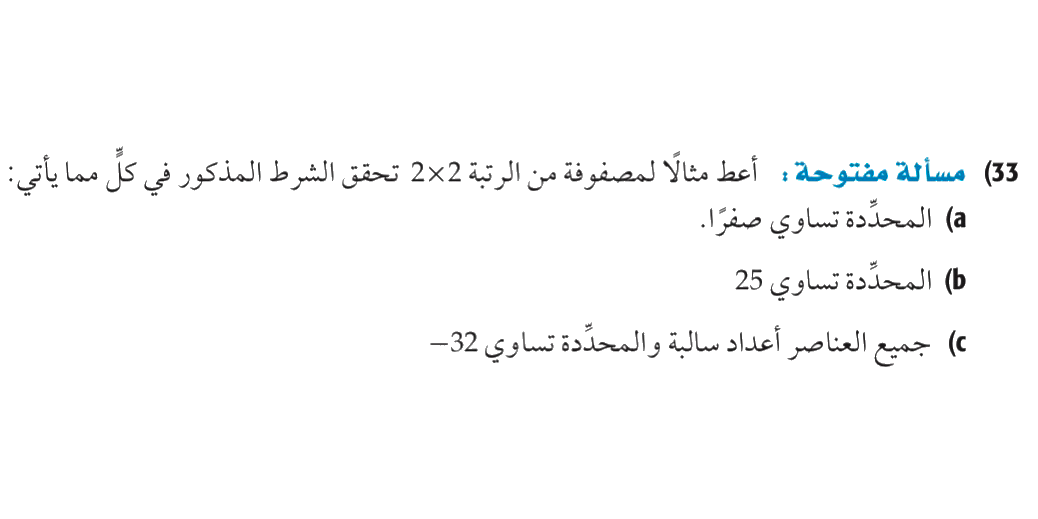 33) مسألة مفتوحة : أعط مثالًا لمصفوفة من الرتبة 2×2 تحقق الشرط المذكور في كلٍّ مما يأتي:
a) المحدِّدة تساوي صفرًا.
b) المحدِّدة تساوي 25
c) جميع العناصر أعداد سالبة والمحدِّدة تساوي 32−